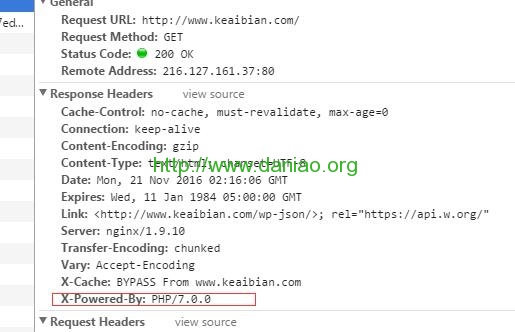 General
7ed...
Request URL: http://www.keaibian.com/
Request Method: GET
Status Code: 200 OK
Remote Address: 216.127.161.37:80
Response Headers view source
Cache-Control: no-cache, must-revalidate, max-age=0
Connection: keep-alive
Content-Encoding: gzip
Content-Type: text/html; charset=UTF-8
http://www.daniao.org
Date: Mon, 21 Nov 2016 02:16:06 GMT
Expires: Wed, 11 Jan 1984 05:00:00 GMT
Link: <http://www.keaibian.com/wp-json/>; rel="https://api.w.org/"
Server: nginx/1.9.10
Transfer-Encoding: chunked
Vary: Accept-Encoding
X-Cache: BYPASS From www.keaibian.com
X-Powered-By: PHP/7.0.0
Request Headers view source